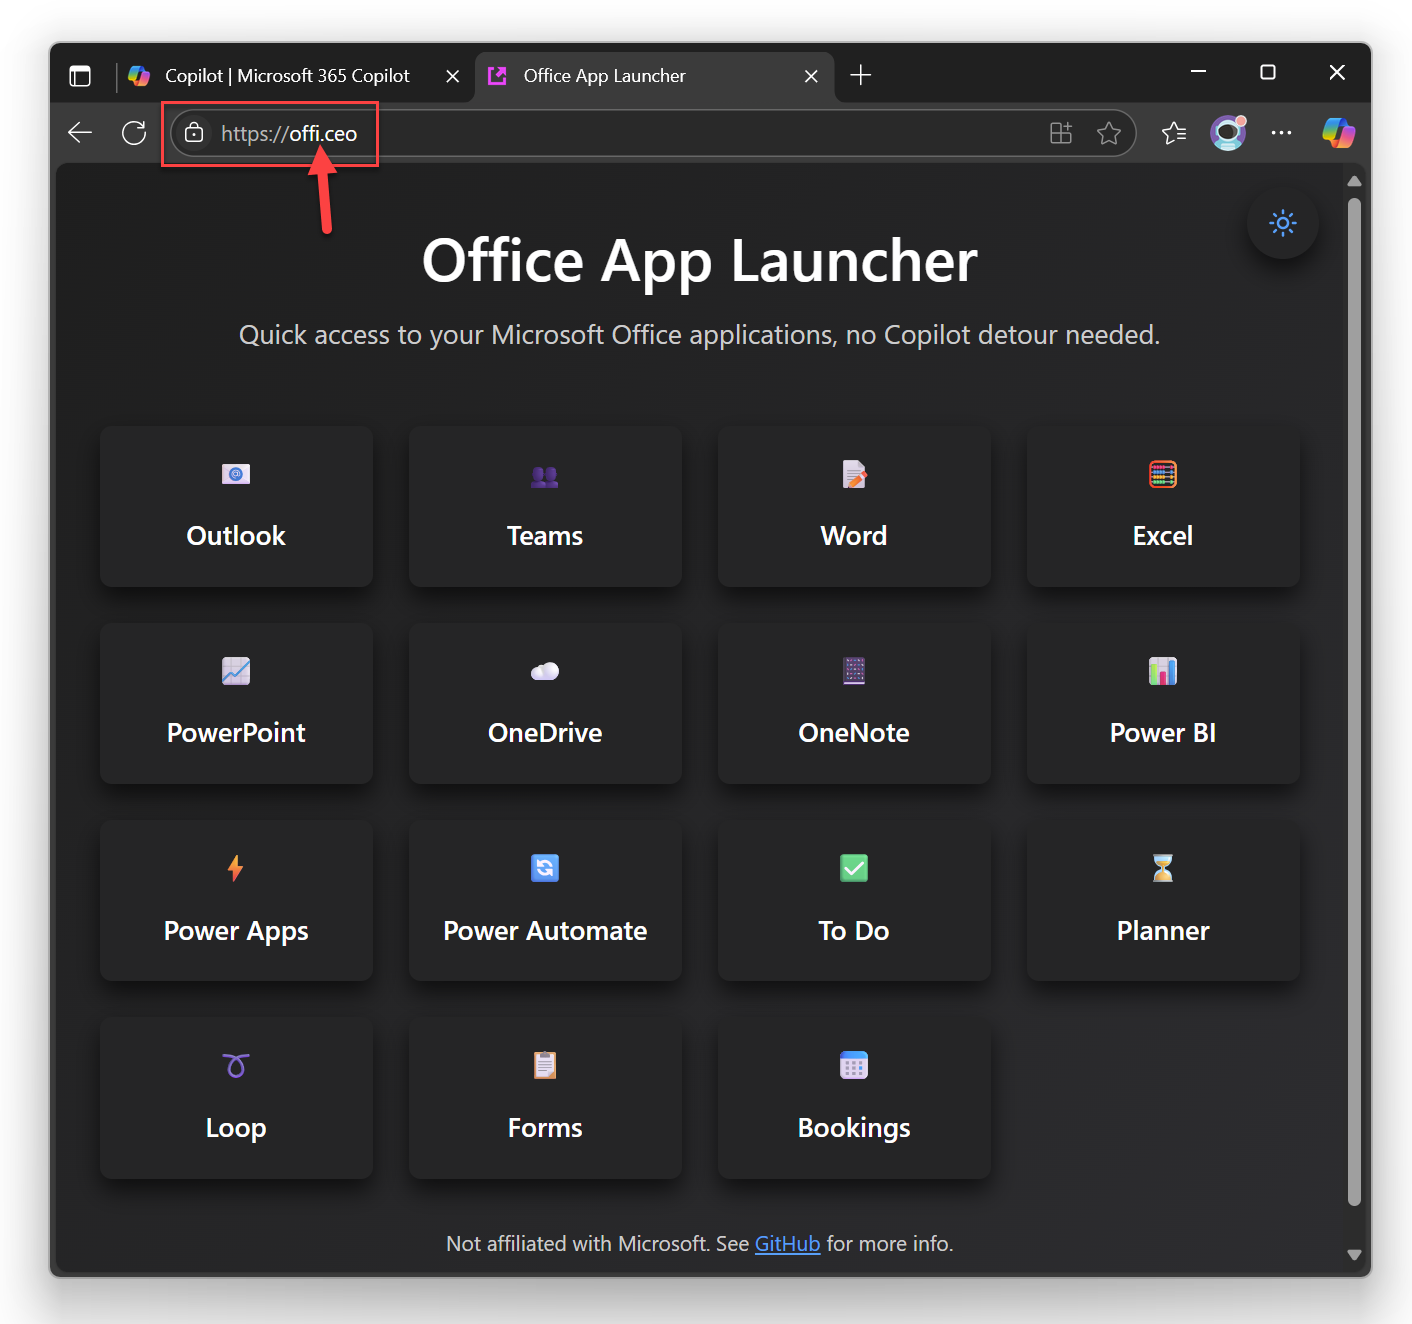 Copilot | Microsoft 365 Copilot
Office App Launcher
https://offi.ceo
Office App Launcher
Quick access to your Microsoft Office applications, no Copilot detour needed.
Outlook
Teams
Word
Excel
PowerPoint
OneDrive
OneNote
Power BI
Power Apps
Power Automate
To Do
Planner
Loop
Forms
Bookings
Not affiliated with Microsoft. See GitHub for more info.